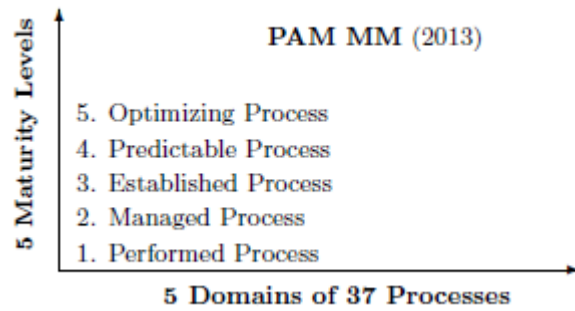 PAM MM (2013)
5 Maturity Levels
5. Optimizing Process
4. Predictable Process
3. Established Process
2. Managed Process
1. Performed Process
5 Domains of 37 Processes